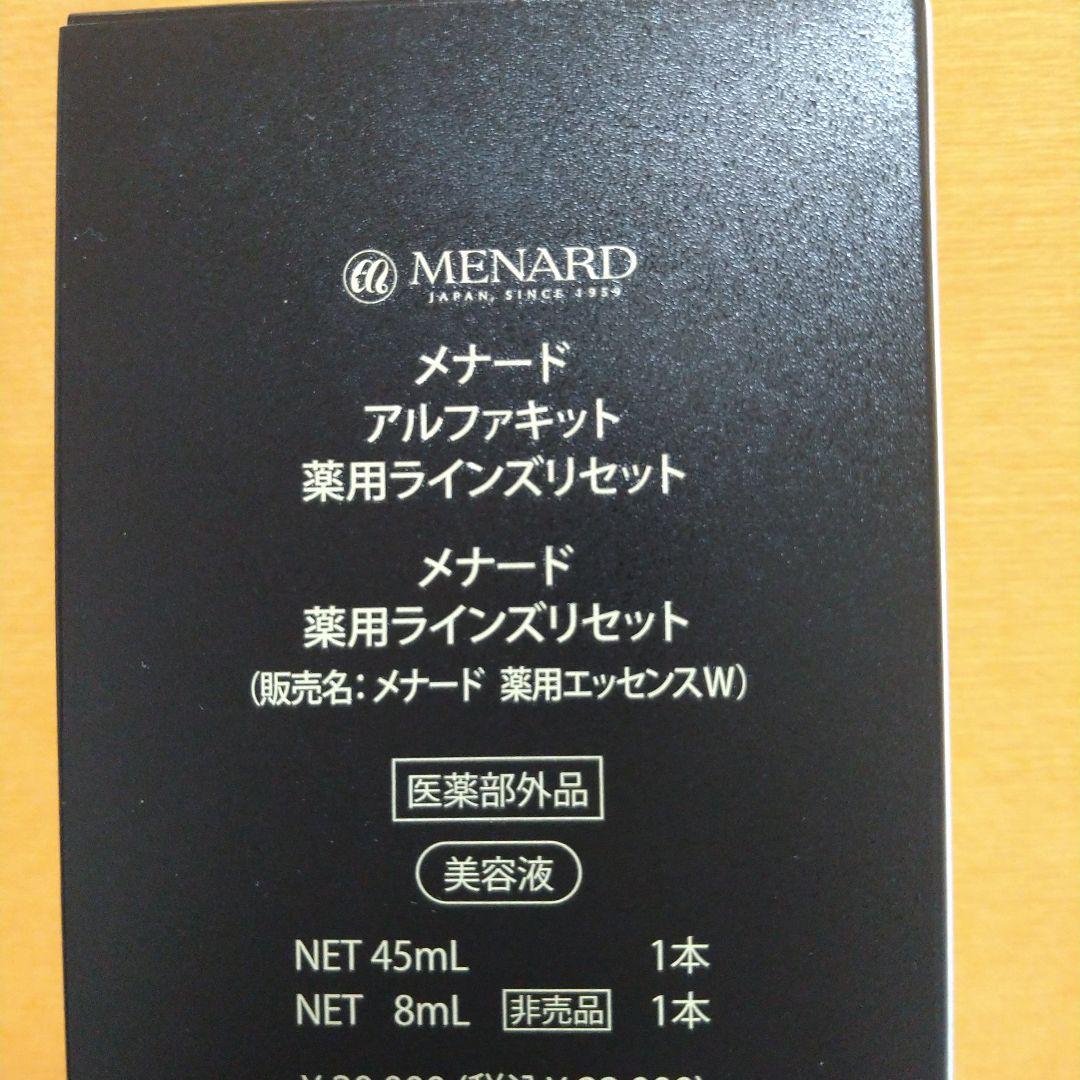 MENARD
JAPAN, SINCE 1959
メナード
アルファキット
薬用ラインズリセット
メナード
薬用ラインズリセット
（販売名：メナード 薬用エッセンスW）
医薬部外品
美容液
NET 45mL 1本
NET 8mL 非売品 1本